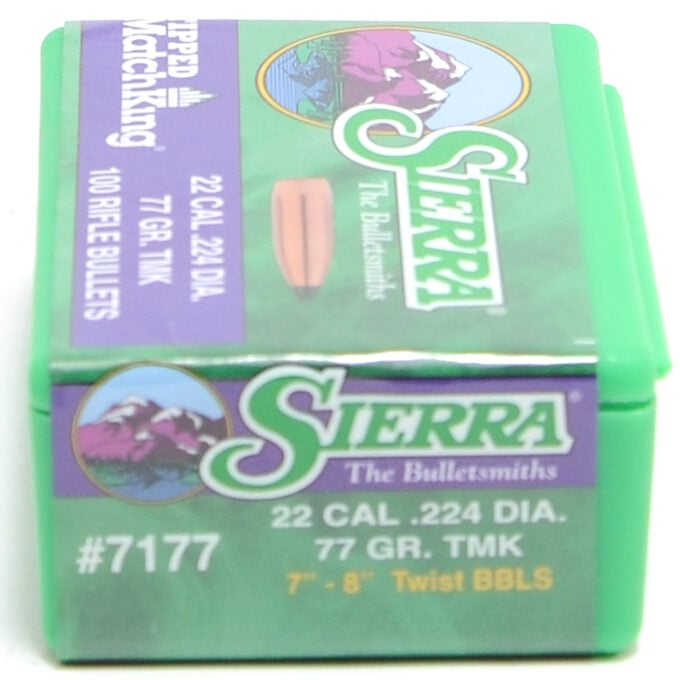 TIPPED
MatchKing®
22 CAL .224 DIA.
77 GR. TMK
100 RIFLE BULLETS
SIERRA®
The Bulletsmiths
SIERRA®
The Bulletsmiths
#7177
22 CAL .224 DIA.
77 GR. TMK
7" - 8" Twist BBLS